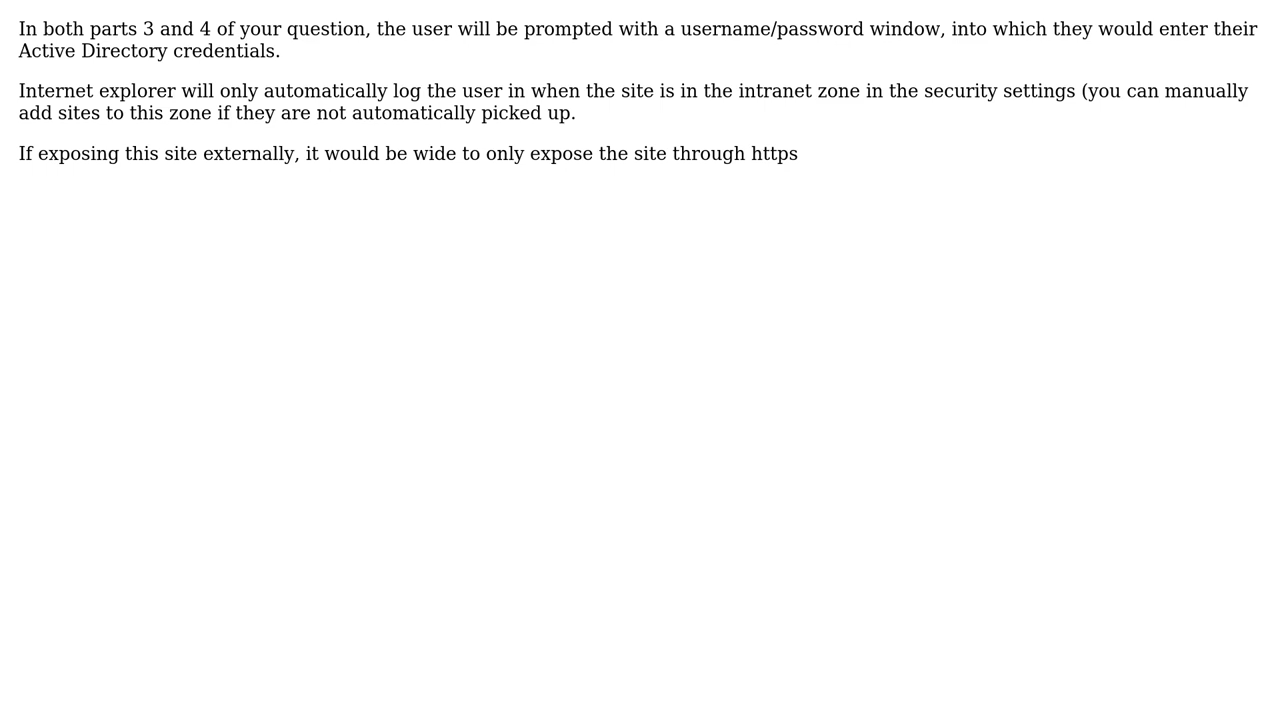 In both parts 3 and 4 of your question, the user will be prompted with a username/password window, into which they would enter their
Active Directory credentials.
Internet explorer will only automatically log the user in when the site is in the intranet zone in the security settings (you can manually
add sites to this zone if they are not automatically picked up.
If exposing this site externally, it would be wide to only expose the site through https